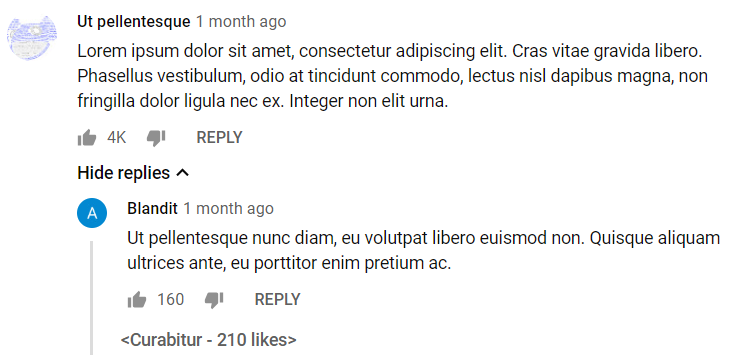 Ut pellentesque 1 month ago
Lorem ipsum dolor sit amet, consectetur adipiscing elit. Cras vitae gravida libero.
Phasellus vestibulum, odio at tincidunt commodo, lectus nisl dapibus magna, non
fringilla dolor ligula nec ex. Integer non elit urna.
4K REPLY
Hide replies
A Blandit 1 month ago
Ut pellentesque nunc diam, eu volutpat libero euismod non. Quisque aliquam
ultrices ante, eu porttitor enim pretium ac.
160 REPLY
<Curabitur - 210 likes>